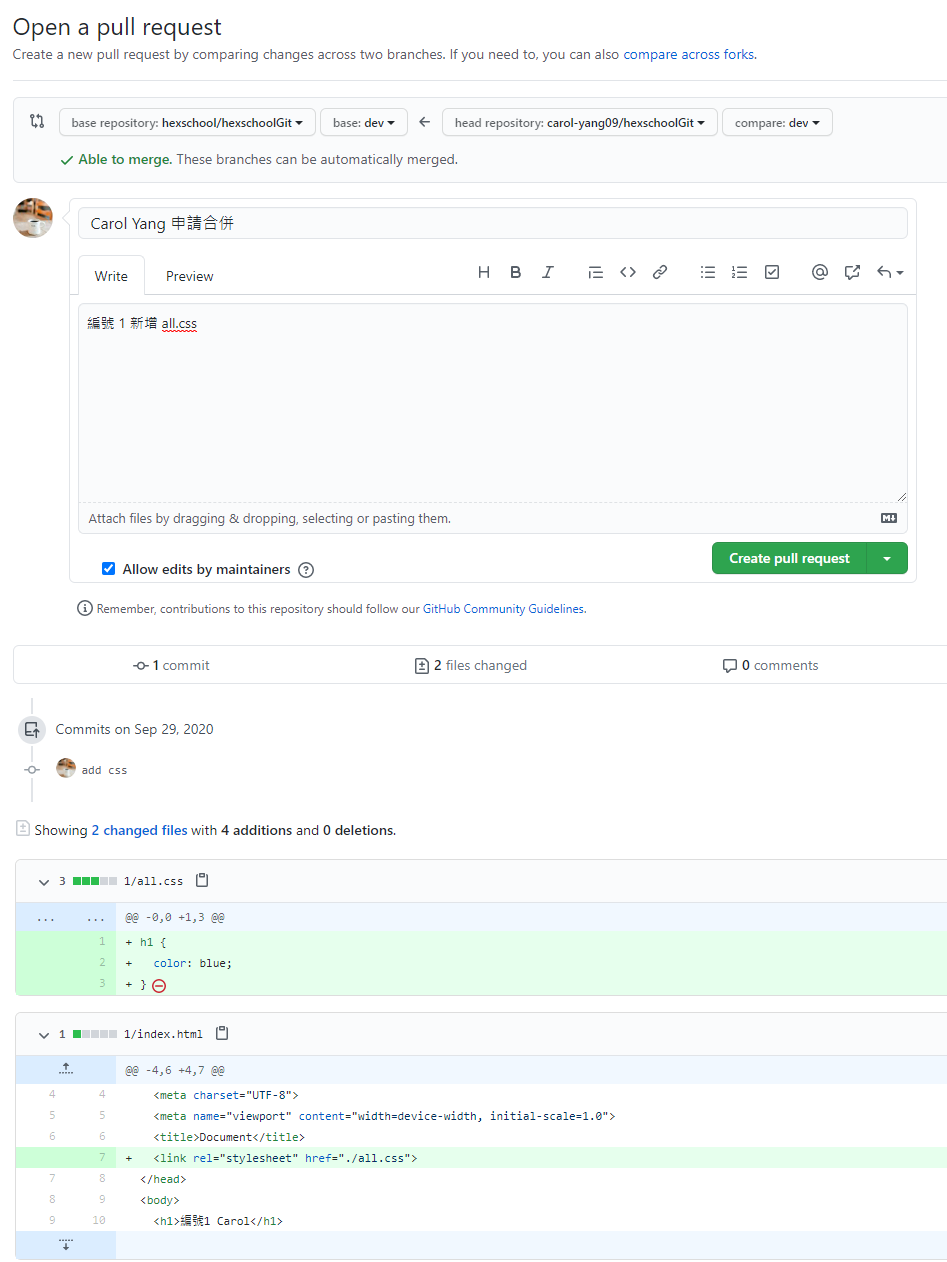 Open a pull request
Create a new pull request by comparing changes across two branches. If you need to, you can also compare across forks.
base repository: hexschool/hexschoolGit base: dev head repository: carol-yang09/hexschoolGit compare: dev
Able to merge. These branches can be automatically merged.
Carol Yang 申請合併
Write Preview
編號 1 新增 all.css
Attach files by dragging & dropping, selecting or pasting them.
Allow edits by maintainers
Create pull request
Remember, contributions to this repository should follow our GitHub Community Guidelines.
1 commit 2 files changed 0 comments
Commits on Sep 29, 2020
add css
Showing 2 changed files with 4 additions and 0 deletions.
3 1/all.css
... ... @@ -0,0 +1,3 @@
1 + h1 {
2 + color: blue;
3 + }
1 1/index.html
@@ -4,6 +4,7 @@
4 4 <meta charset="UTF-8">
5 5 <meta name="viewport" content="width=device-width, initial-scale=1.0">
6 6 <title>Document</title>
7 + <link rel="stylesheet" href="./all.css">
7 8 </head>
8 9 <body>
9 10 <h1>編號1 Carol</h1>